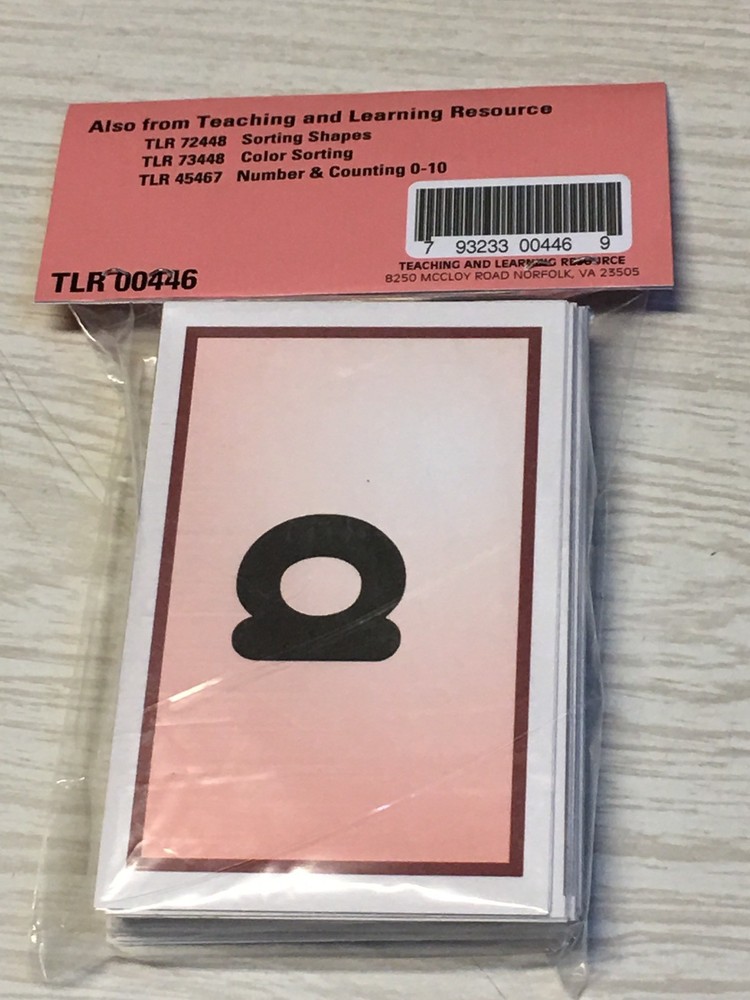 Also from Teaching and Learning Resource
TLR 72448 Sorting Shapes
TLR 73448 Color Sorting
TLR 45467 Number & Counting 0-10
7 93233 00446 9
TEACHING AND LEARNING RESOURCE
8250 MCCLOY ROAD NORFOLK, VA 23505
TLR 00446
a